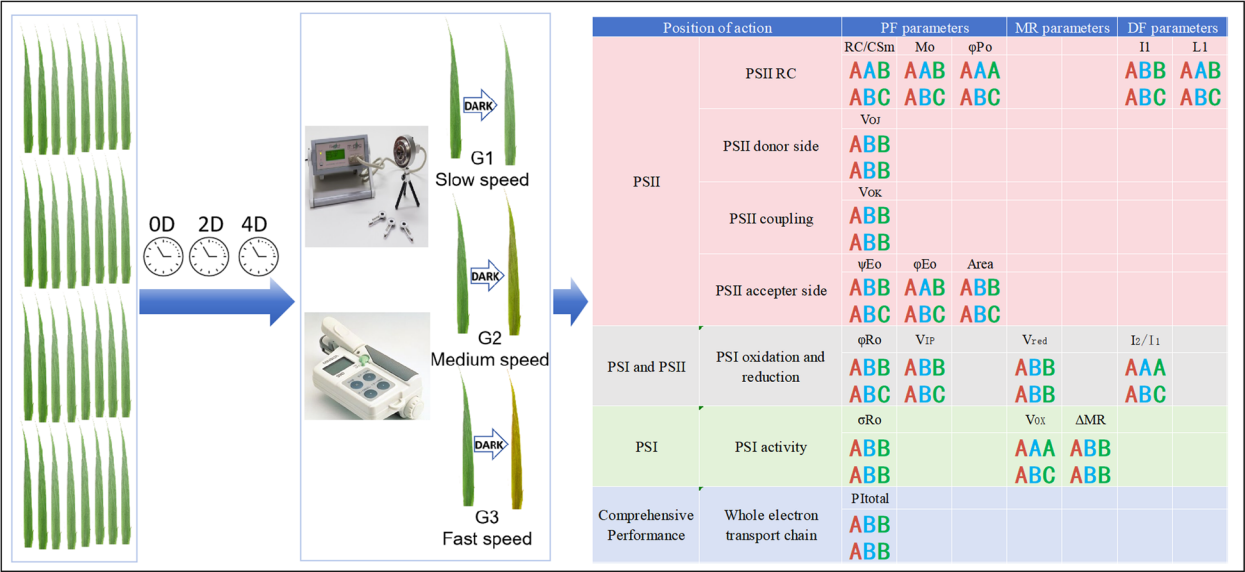 0D 2D 4D
DARK
G1
Slow speed
DARK
G2
Medium speed
DARK
G3
Fast speed
Position of action PF parameters MR parameters DF parameters
RC/CSm Mo φPo I1 L1
PSII RC
AAB AAB AAA ABB AAB
ABC ABC ABC ABC ABC
VOJ
PSII donor side
ABB
ABB
PSII
VOK
PSII coupling
ABB
ABB
ψEo φEo Area
PSII accepter side
ABB AAB ABB
ABC ABC ABC
φRo VIP Vred I2/I1
PSI and PSII
PSI oxidation and
reduction
ABB ABB ABB AAA
ABC ABC ABB ABC
σRo VOX ΔMR
PSI
PSI activity
ABB AAA ABB
ABB ABC ABB
PItotal
Comprehensive
Performance
Whole electron
transport chain
ABB
ABB